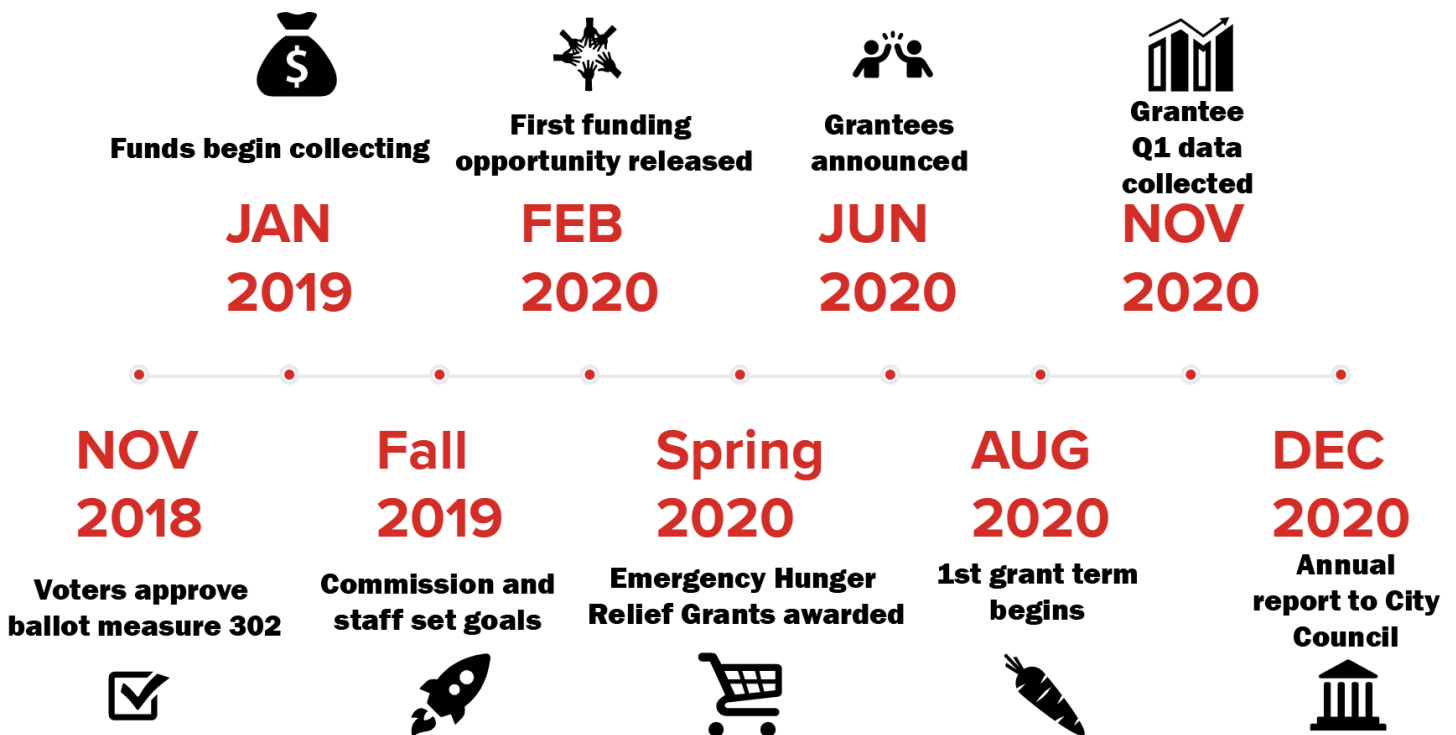 $
Funds begin collecting
JAN
2019
First funding
opportunity released
FEB
2020
Grantees
announced
JUN
2020
Grantee
Q1 data
collected
NOV
2020
NOV
2018
Voters approve
ballot measure 302
Fall
2019
Commission and
staff set goals
Spring
2020
Emergency Hunger
Relief Grants awarded
AUG
2020
1st grant term
begins
DEC
2020
Annual
report to City
Council